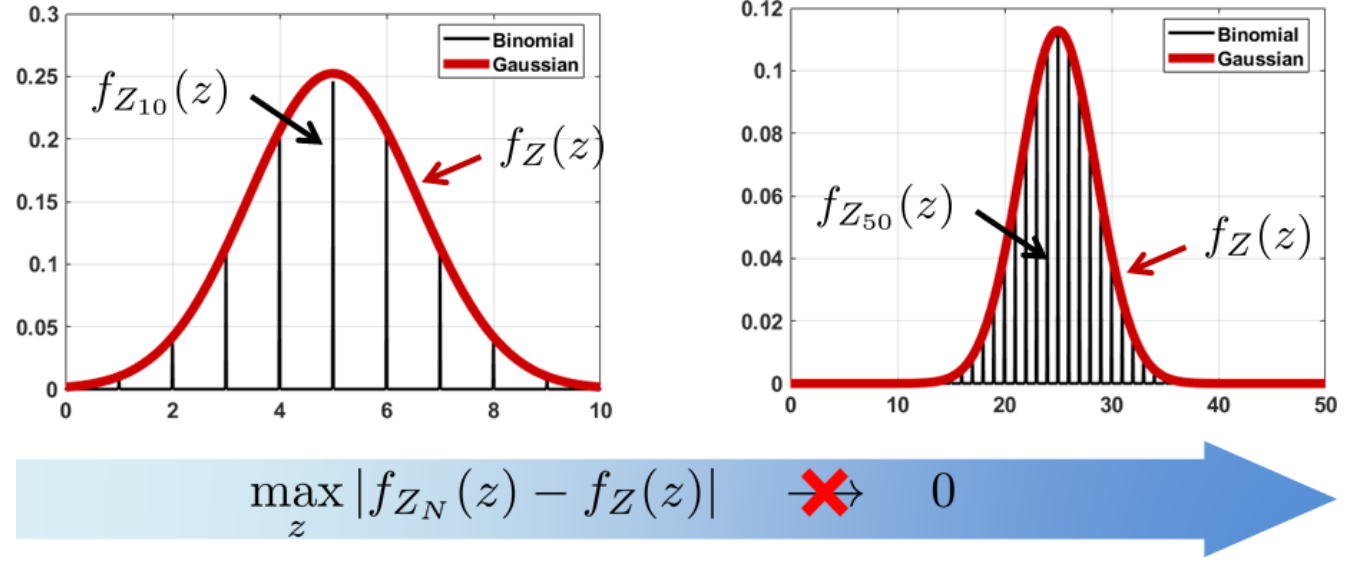 0.3
0.25
0.2
0.15
0.1
0.05
0
0 2 4 6 8 10
Binomial
Gaussian
f_{Z_{10}}(z)
f_Z(z)
0.12
0.1
0.08
0.06
0.04
0.02
0
0 10 20 30 40 50
Binomial
Gaussian
f_{Z_{50}}(z)
f_Z(z)
max_z |f_{Z_N}(z) − f_Z(z)| → 0